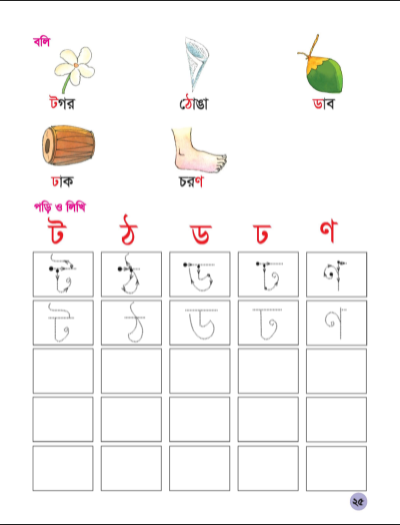 বলি
টগর ঠোঙা ডাব
ঢাক চরণ
পড়ি ও লিখি
ট ঠ ড ঢ ণ
ট ঠ ড ঢ ণ
ট ঠ ড ঢ ণ
২৫